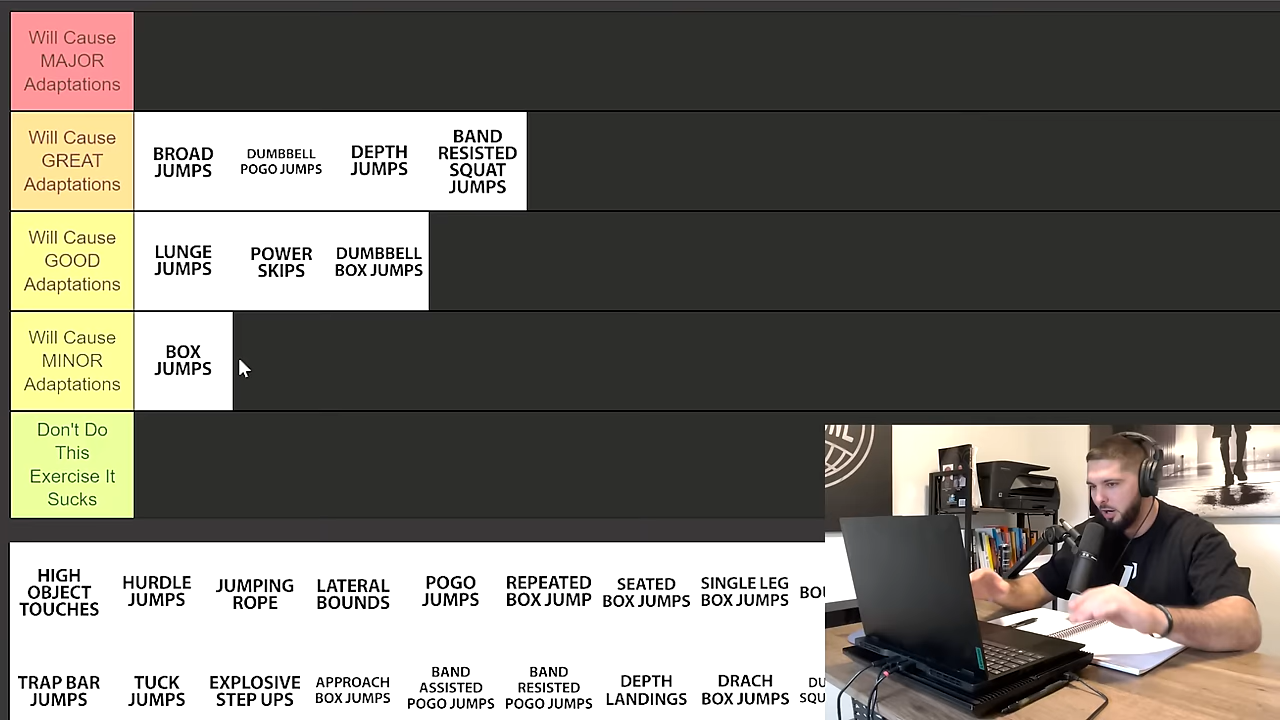 Will Cause
MAJOR
Adaptations
Will Cause
GREAT
Adaptations
BROAD
JUMPS
DUMBBELL
POGO JUMPS
DEPTH
JUMPS
BAND
RESISTED
SQUAT
JUMPS
Will Cause
GOOD
Adaptations
LUNGE
JUMPS
POWER
SKIPS
DUMBBELL
BOX JUMPS
Will Cause
MINOR
Adaptations
BOX
JUMPS
Don't Do
This
Exercise It
Sucks
HIGH
OBJECT
TOUCHES
HURDLE
JUMPS
JUMPING
ROPE
LATERAL
BOUNDS
POGO
JUMPS
REPEATED
BOX JUMP
SEATED
BOX JUMPS
SINGLE LEG
BOX JUMPS
BOU
TRAP BAR
JUMPS
TUCK
JUMPS
EXPLOSIVE
STEP UPS
APPROACH
BOX JUMPS
BAND
ASSISTED
POGO JUMPS
BAND
RESISTED
POGO JUMPS
DEPTH
LANDINGS
DRACH
BOX JUMPS
DU
SQU